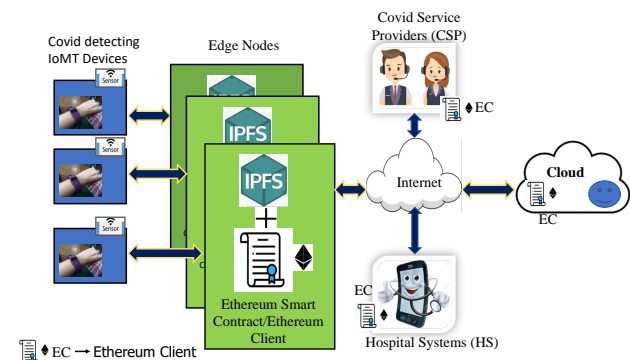 Covid detecting
IoMT Devices
Edge Nodes
Covid Service
Providers (CSP)
Sensor
Sensor
Sensor
IPFS
IPFS
EC
Internet
Cloud
EC
Ethereum Smart
Contract/Ethereum
Client
EC
Hospital Systems (HS)
EC → Ethereum Client